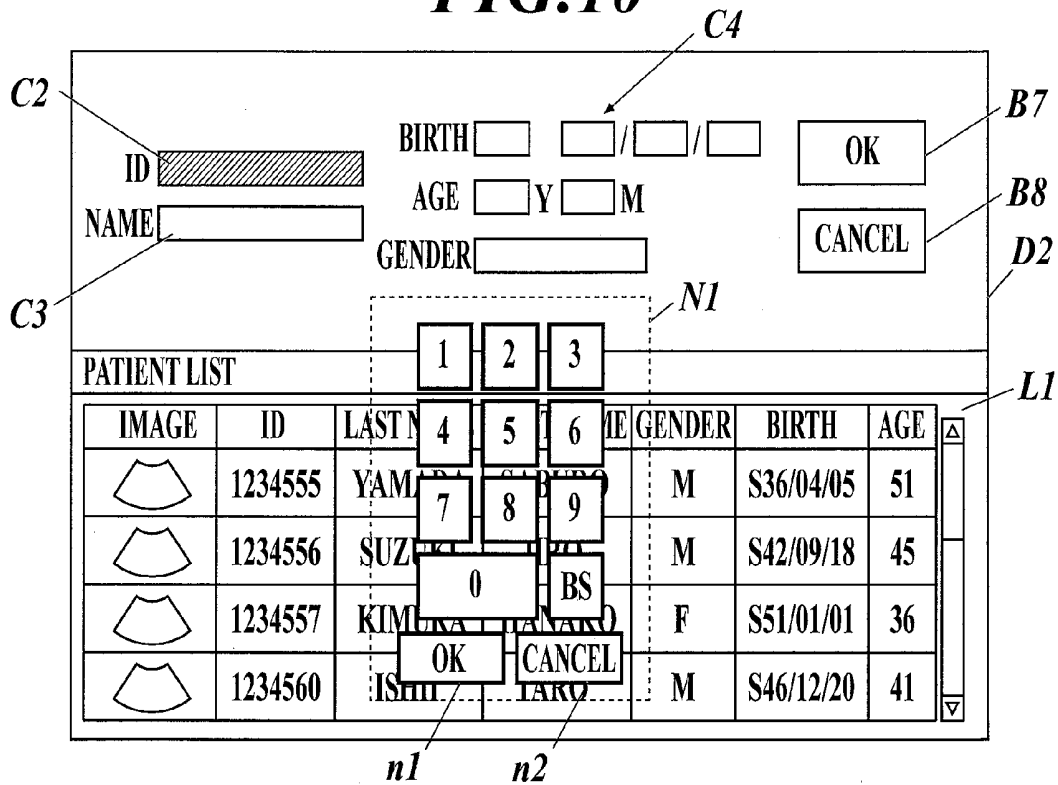 FIG.10
C4
C2
B7
BIRTH / /
OK
ID
AGE Y M
B8
NAME
CANCEL
GENDER
D2
C3
N1
1 2 3
PATIENT LIST
L1
IMAGE ID LAST N 4 5 6 ME GENDER BIRTH AGE
1234555 M S36/04/05 51
7 8 9
1234556 M S42/09/18 45
0 BS
1234557 F S51/01/01 36
OK CANCEL
1234560 ISHII TARO M S46/12/20 41
n1 n2